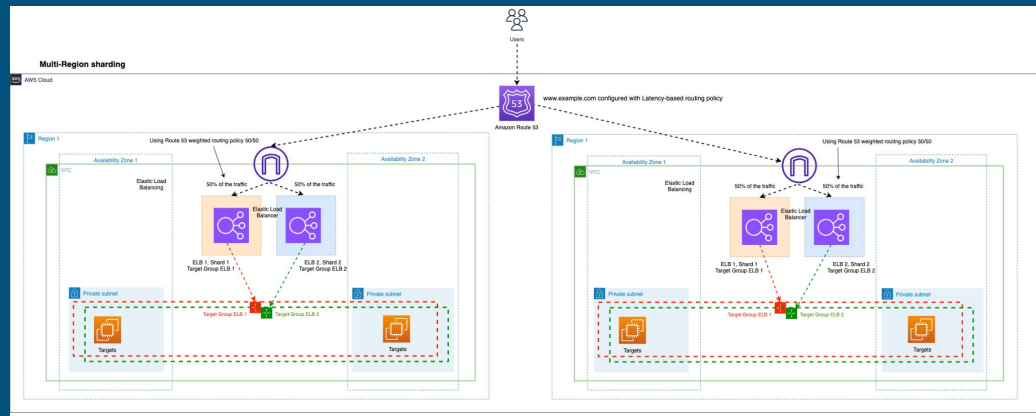 Users
Multi-Region sharding
aws
AWS Cloud
53
www.example.com configured with Latency-based routing policy
Amazon Route 53
Region 1
Using Route 53 weighted routing policy 50/50
Availability Zone 1
Availability Zone 2
VPC
Elastic Load
Balancing
50% of the traffic
50% of the traffic
Elastic Load
Balancer
ELB 1, Shard 1
Target Group ELB 1
ELB 2, Shard 2
Target Group ELB 2
Private subnet
Private subnet
Target Group ELB 1
Target Group ELB 2
Targets
Targets
Region 1
Using Route 53 weighted routing policy 50/50
Availability Zone 1
Availability Zone 2
VPC
Elastic Load
Balancing
50% of the traffic
50% of the traffic
Elastic Load
Balancer
ELB 1, Shard 1
Target Group ELB 1
ELB 2, Shard 2
Target Group ELB 2
Private subnet
Private subnet
Target Group ELB 1
Target Group ELB 2
Targets
Targets